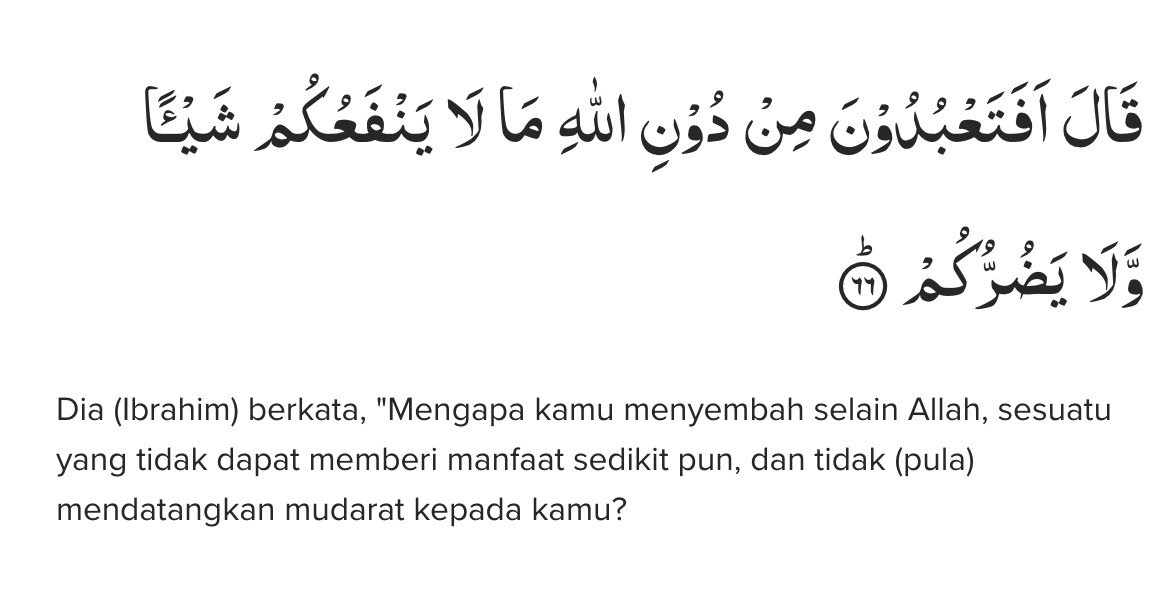 قَالَ اَفَتَعْبُدُوْنَ مِنْ دُوْنِ اللّٰهِ مَا لَا يَنْفَعُكُمْ شَيْـًٔا
وَّلَا يَضُرُّكُمْ ۗ ٦٦
Dia (Ibrahim) berkata, "Mengapa kamu menyembah selain Allah, sesuatu
yang tidak dapat memberi manfaat sedikit pun, dan tidak (pula)
mendatangkan mudarat kepada kamu?